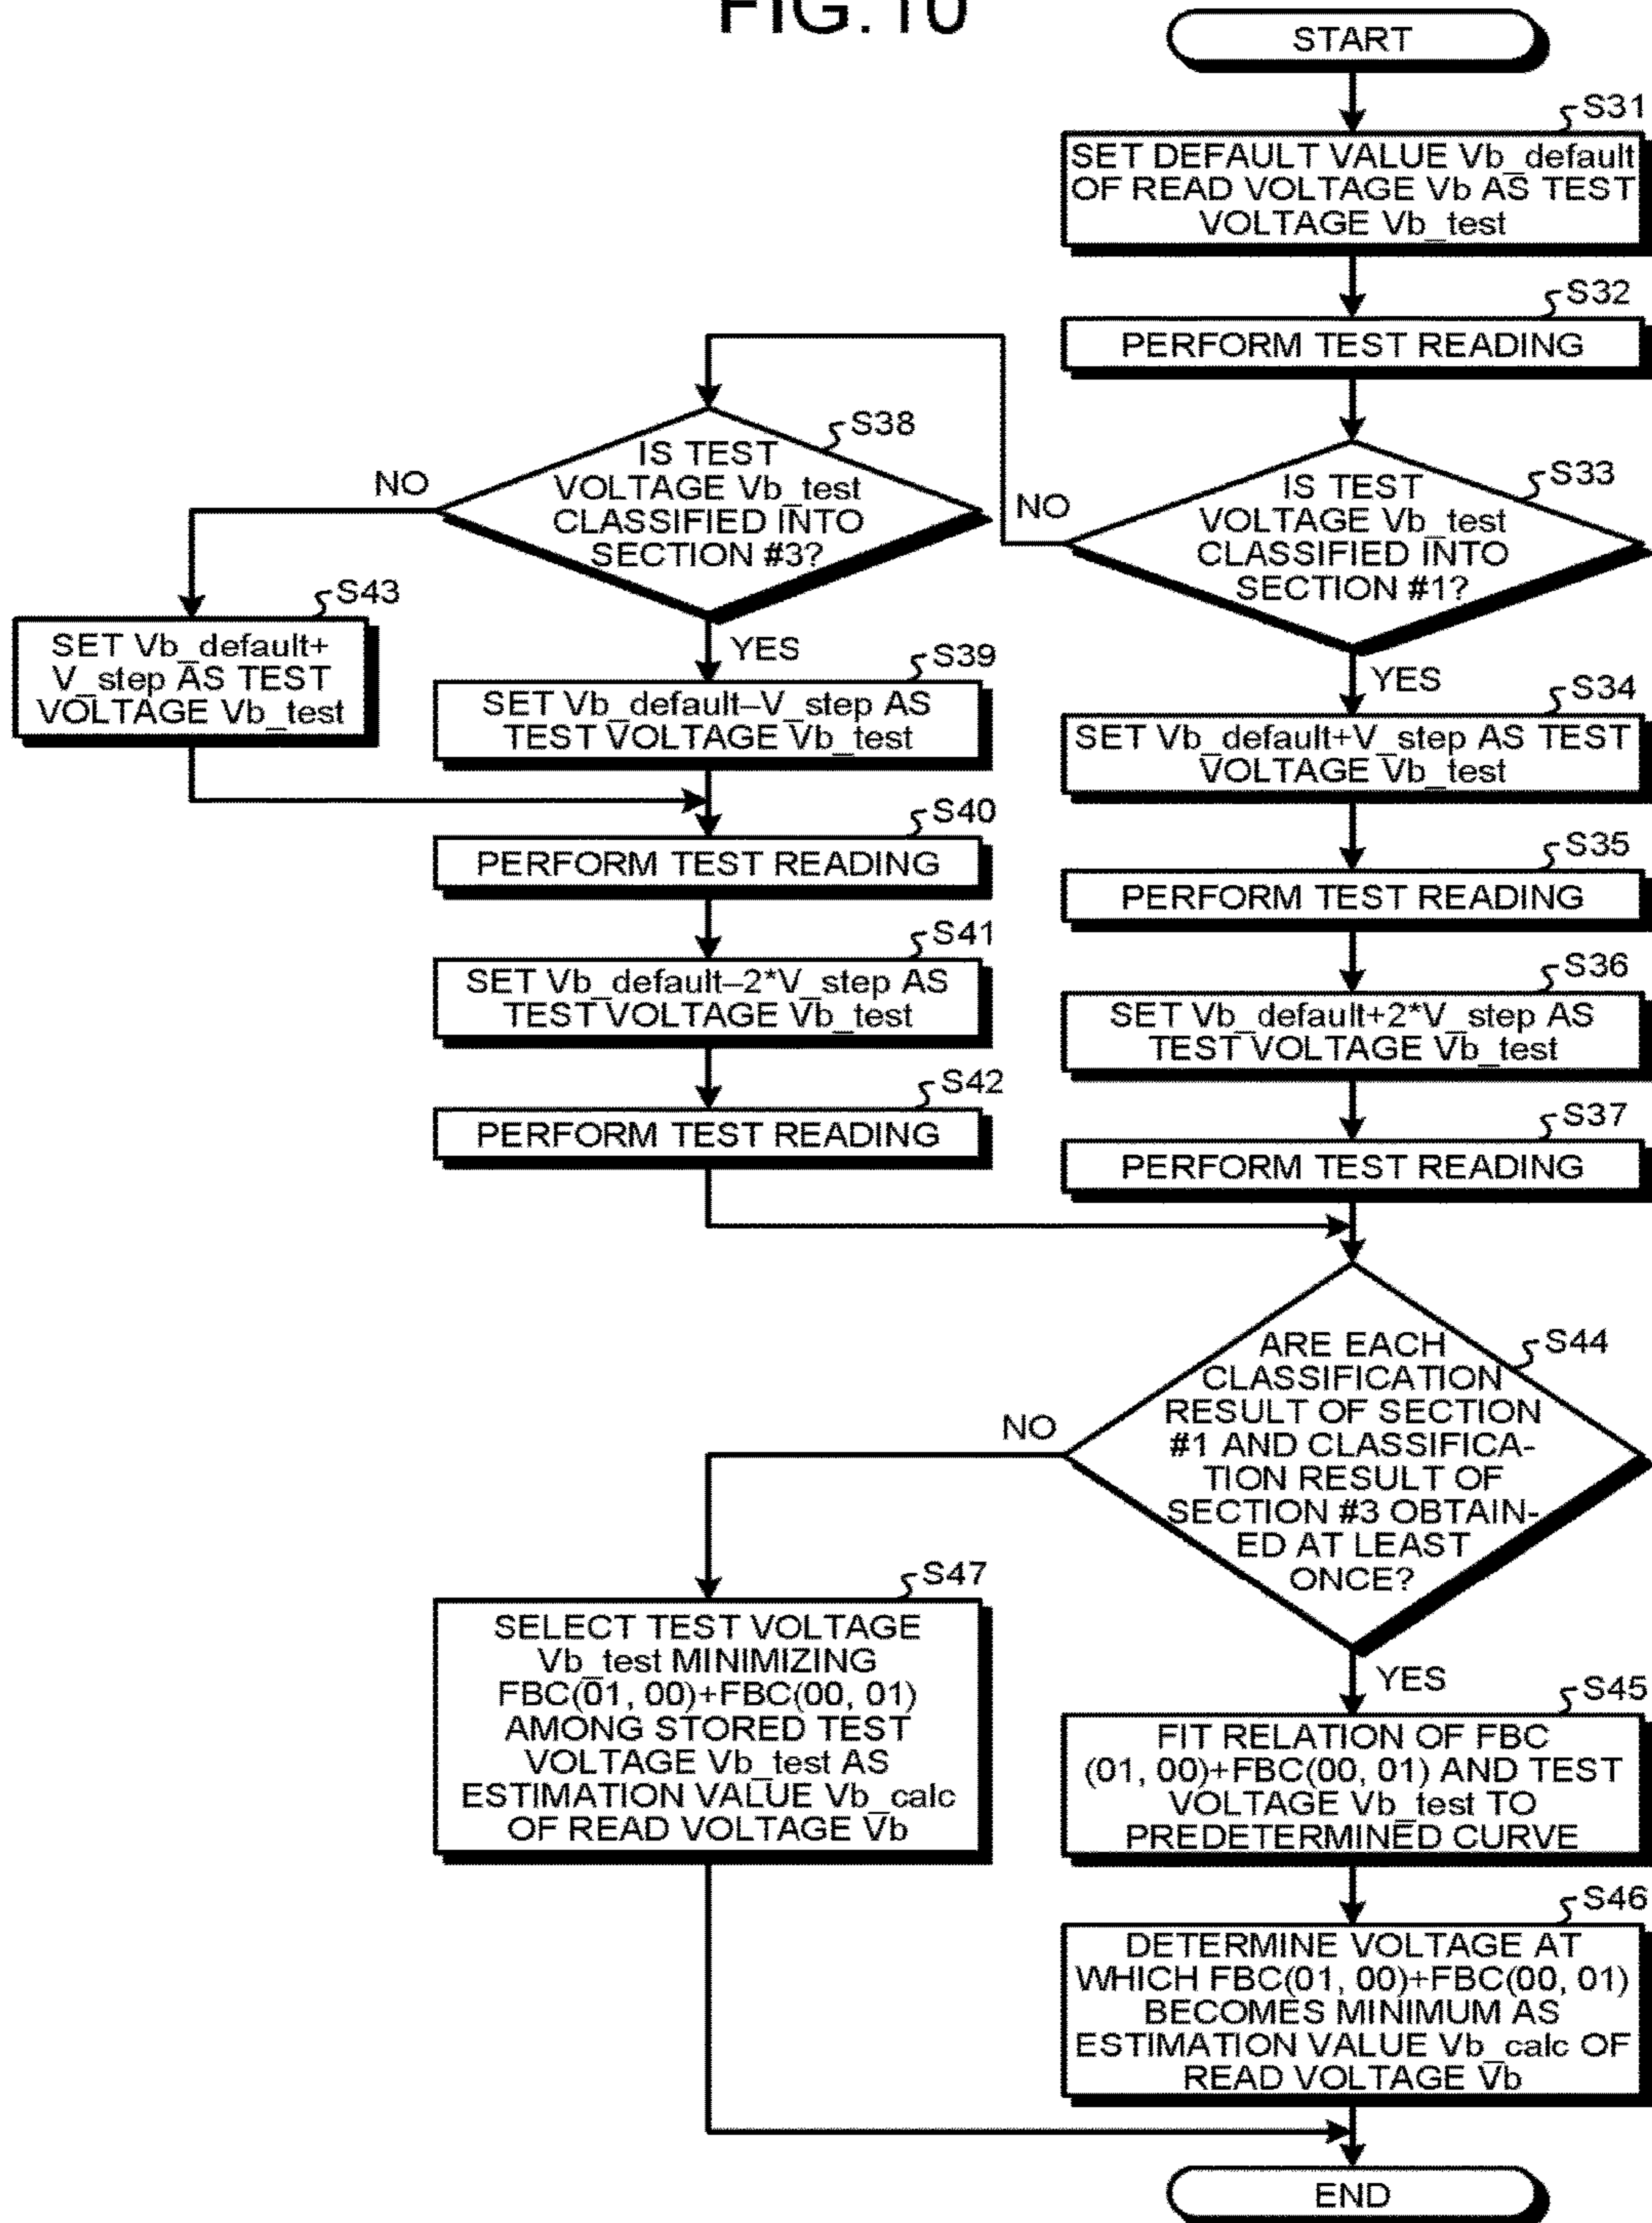 FIG.10
START
S31
SET DEFAULT VALUE Vb_default
OF READ VOLTAGE Vb AS TEST
VOLTAGE Vb_test
S32
PERFORM TEST READING
S33
IS TEST
VOLTAGE Vb_test
CLASSIFIED INTO
SECTION #1?
NO
YES
S38
IS TEST
VOLTAGE Vb_test
CLASSIFIED INTO
SECTION #3?
NO
YES
S43
SET Vb_default+
V_step AS TEST
VOLTAGE Vb_test
S39
SET Vb_default–V_step AS
TEST VOLTAGE Vb_test
S40
PERFORM TEST READING
S41
SET Vb_default–2*V_step AS
TEST VOLTAGE Vb_test
S42
PERFORM TEST READING
S34
SET Vb_default+V_step AS TEST
VOLTAGE Vb_test
S35
PERFORM TEST READING
S36
SET Vb_default+2*V_step AS
TEST VOLTAGE Vb_test
S37
PERFORM TEST READING
S44
ARE EACH
CLASSIFICATION
RESULT OF SECTION
#1 AND CLASSIFICA-
TION RESULT OF
SECTION #3 OBTAIN-
ED AT LEAST
ONCE?
NO
YES
S47
SELECT TEST VOLTAGE
Vb_test MINIMIZING
FBC(01, 00)+FBC(00, 01)
AMONG STORED TEST
VOLTAGE Vb_test AS
ESTIMATION VALUE Vb_calc
OF READ VOLTAGE Vb
S45
FIT RELATION OF FBC
(01, 00)+FBC(00, 01) AND TEST
VOLTAGE Vb_test TO
PREDETERMINED CURVE
S46
DETERMINE VOLTAGE AT
WHICH FBC(01, 00)+FBC(00, 01)
BECOMES MINIMUM AS
ESTIMATION VALUE Vb_calc OF
READ VOLTAGE Vb
END